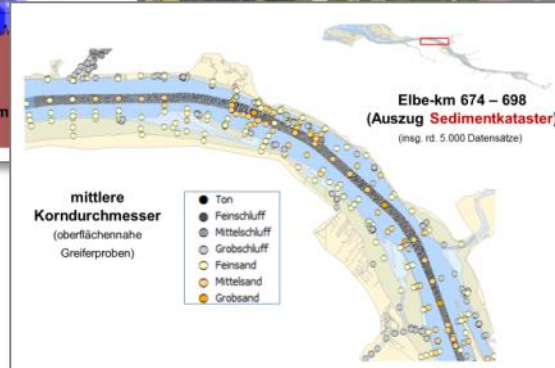 m
Elbe-km 674 – 698
(Auszug Sedimentkataster)
(insg. rd. 5.000 Datensätze)
mittlere
Korndurchmesser
(oberflächennahe
Greiferproben)
Ton
Feinschluff
Mittelschluff
Grobschluff
Feinsand
Mittelsand
Grobsand